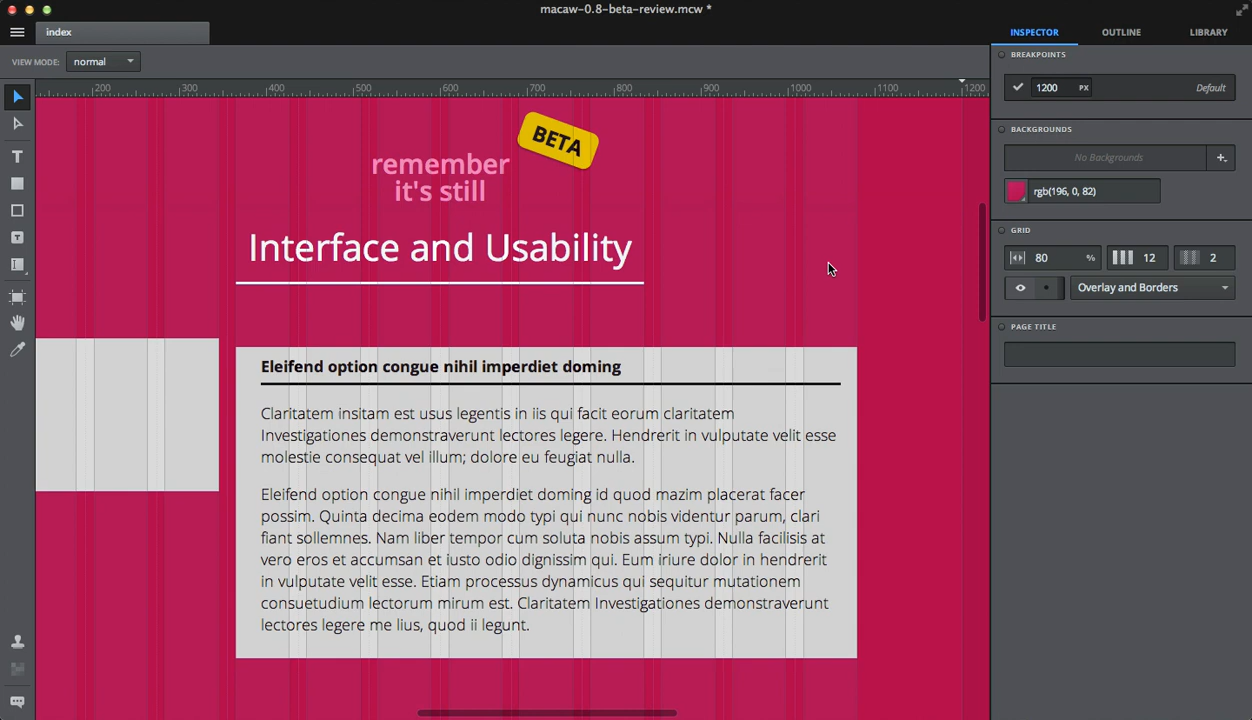 macaw-0.8-beta-review.mcw *
index
INSPECTOR OUTLINE LIBRARY
VIEW MODE: normal
BREAKPOINTS
1200 PX Default
BACKGROUNDS
No Backgrounds
rgb(196, 0, 82)
GRID
80 % 12 2
Overlay and Borders
PAGE TITLE
200 300 400 500 600 700 800 900 1000 1100 1200
BETA
remember
it's still
Interface and Usability
Eleifend option congue nihil imperdiet doming
Claritatem insitam est usus legentis in iis qui facit eorum claritatem
Investigationes demonstraverunt lectores legere. Hendrerit in vulputate velit esse
molestie consequat vel illum; dolore eu feugiat nulla.
Eleifend option congue nihil imperdiet doming id quod mazim placerat facer
possim. Quinta decima eodem modo typi qui nunc nobis videntur parum, clari
fiant sollemnes. Nam liber tempor cum soluta nobis assum typi. Nulla facilisis at
vero eros et accumsan et iusto odio dignissim qui. Eum iriure dolor in hendrerit
in vulputate velit esse. Etiam processus dynamicus qui sequitur mutationem
consuetudium lectorum mirum est. Claritatem Investigationes demonstraverunt
lectores legere me lius, quod ii legunt.